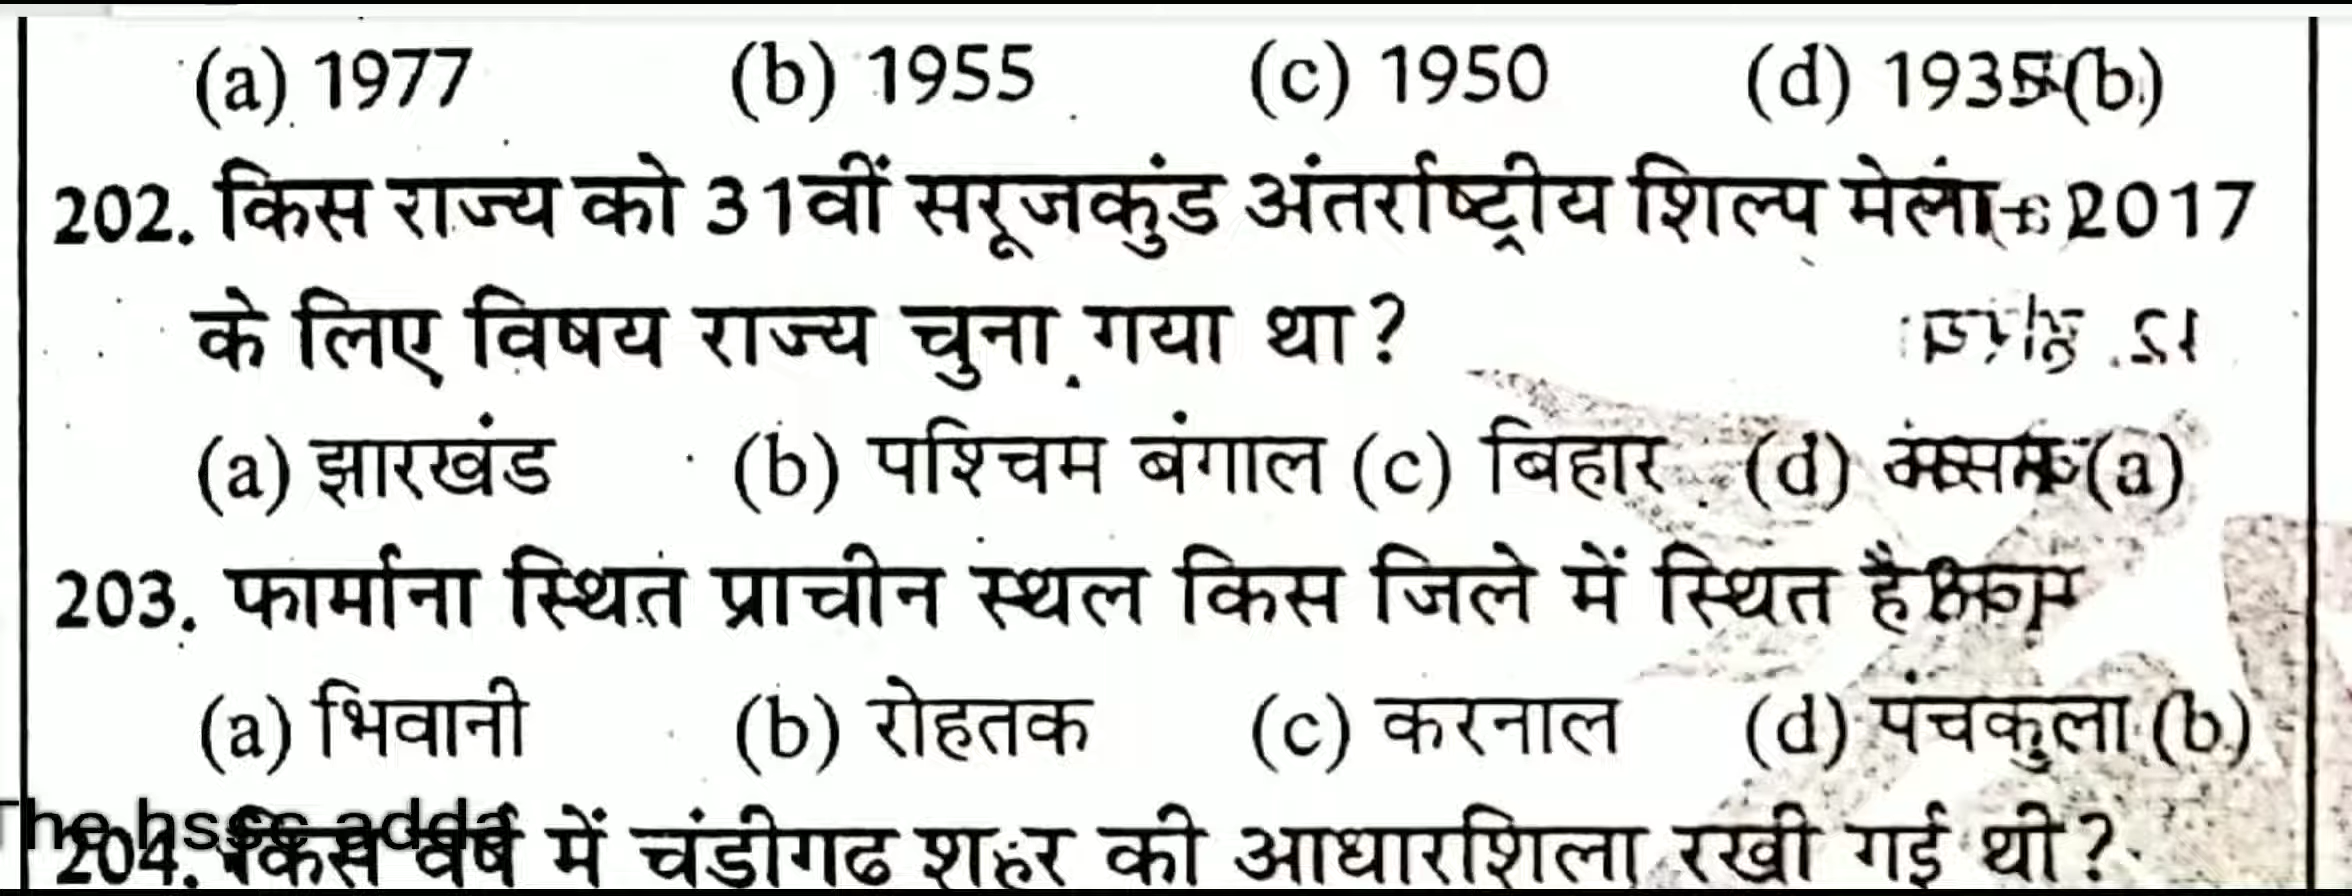 (a) 1977 (b) 1955 (c) 1950 (d) 1935 (b)
202. किस राज्य को 31वीं सरूजकुंड अंतर्राष्ट्रीय शिल्प मेला 2017
के लिए विषय राज्य चुना गया था?
(a) झारखंड (b) पश्चिम बंगाल (c) बिहार (d) (a)
203. फार्माना स्थित प्राचीन स्थल किस जिले में स्थित है
(a) भिवानी (b) रोहतक (c) करनाल (d) पंचकुला (b)
The hssc adda
204. किस वर्ष में चंडीगढ शहर की आधारशिला रखी गई थी?